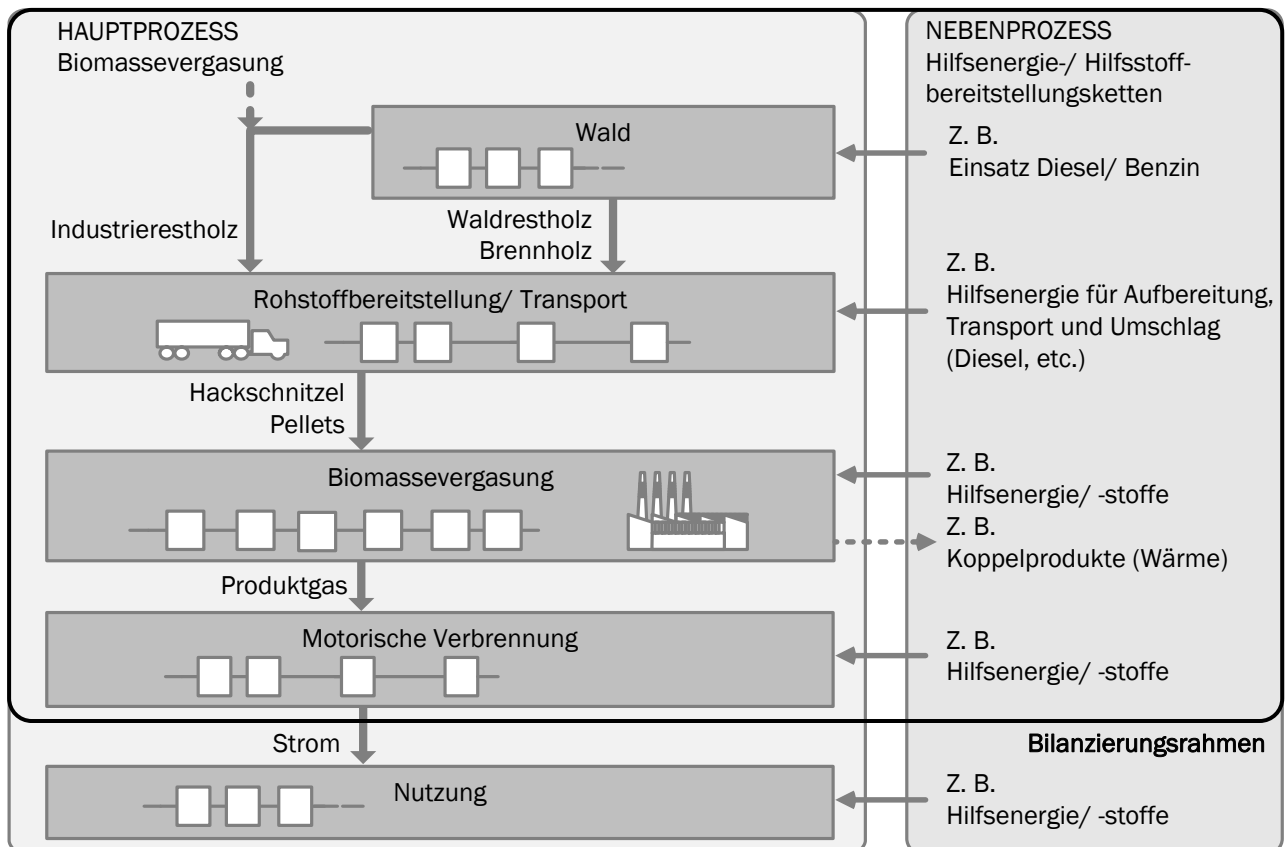 HAUPTPROZESS
Biomassevergasung
NEBENPROZESS
Hilfsenergie-/ Hilfsstoff-
bereitstellungsketten
Wald
Z. B.
Einsatz Diesel/ Benzin
Industrierestholz
Waldrestholz
Brennholz
Rohstoffbereitstellung/ Transport
Z. B.
Hilfsenergie für Aufbereitung,
Transport und Umschlag
(Diesel, etc.)
Hackschnitzel
Pellets
Biomassevergasung
Z. B.
Hilfsenergie/ -stoffe
Z. B.
Koppelprodukte (Wärme)
Produktgas
Motorische Verbrennung
Z. B.
Hilfsenergie/ -stoffe
Strom
Bilanzierungsrahmen
Nutzung
Z. B.
Hilfsenergie/ -stoffe